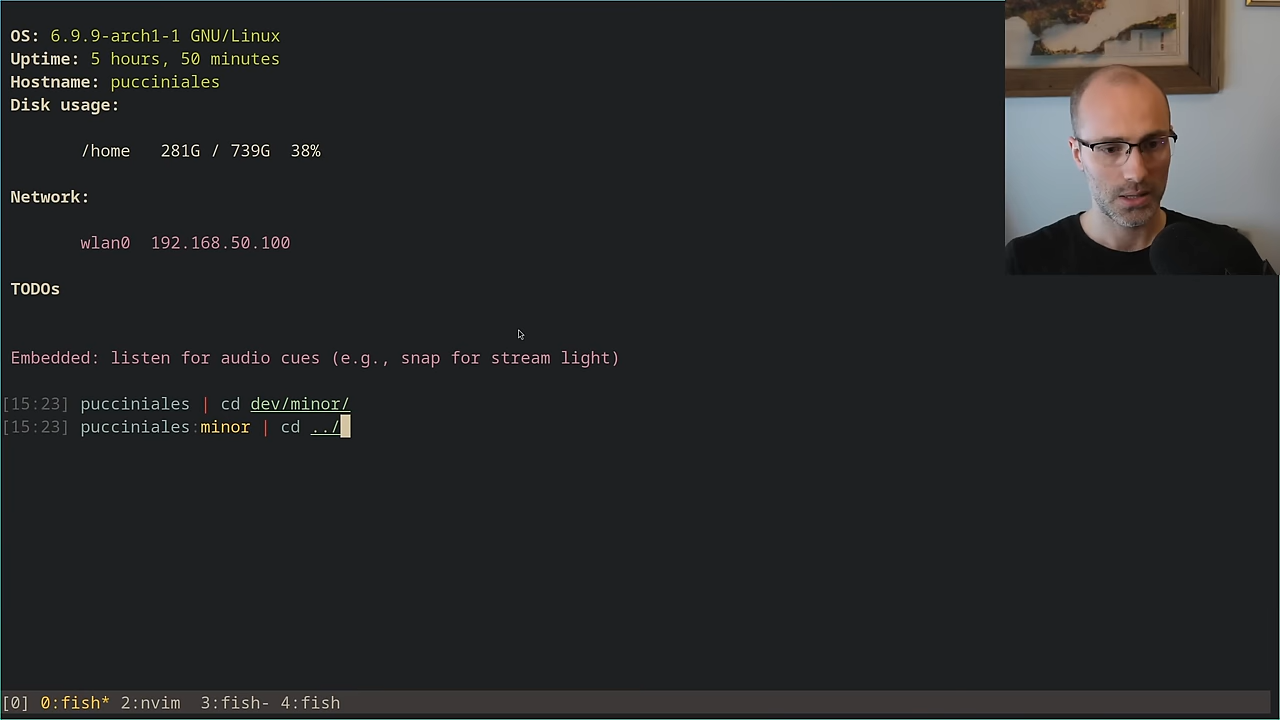 OS: 6.9.9-arch1-1 GNU/Linux
Uptime: 5 hours, 50 minutes
Hostname: pucciniales
Disk usage:
/home 281G / 739G 38%
Network:
wlan0 192.168.50.100
TODOs
Embedded: listen for audio cues (e.g., snap for stream light)
[15:23] pucciniales | cd dev/minor/
[15:23] pucciniales:minor | cd ../
[0] 0:fish* 2:nvim 3:fish- 4:fish